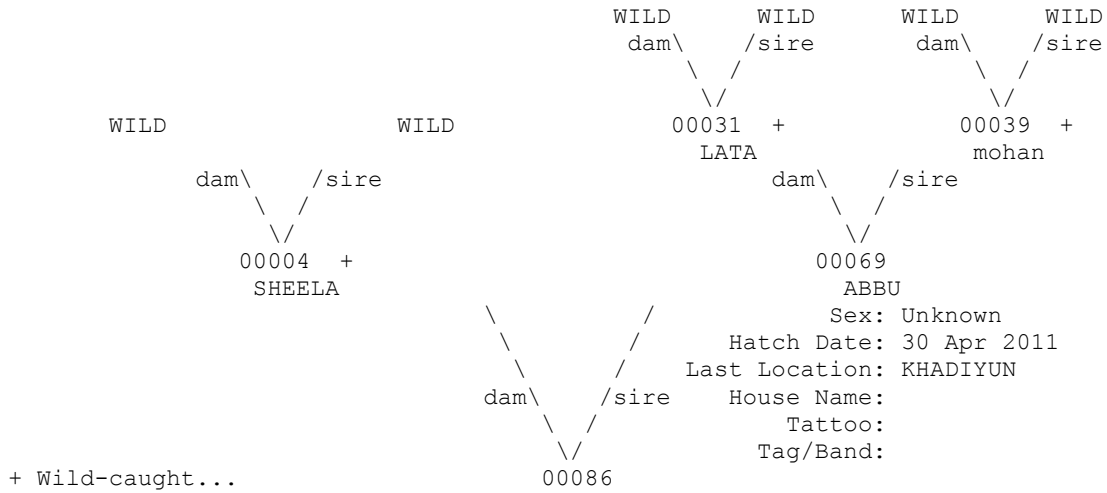 WILD WILD WILD WILD
dam\ /sire dam\ /sire
\ / \ /
\/ \/
WILD WILD 00031 + 00039 +
LATA mohan
dam\ /sire dam\ /sire
\ / \ /
\/ \/
00004 + 00069
SHEELA ABBU
\ / Sex: Unknown
\ / Hatch Date: 30 Apr 2011
\ / Last Location: KHADIYUN
dam\ /sire House Name:
\ / Tattoo:
\/ Tag/Band:
+ Wild-caught... 00086